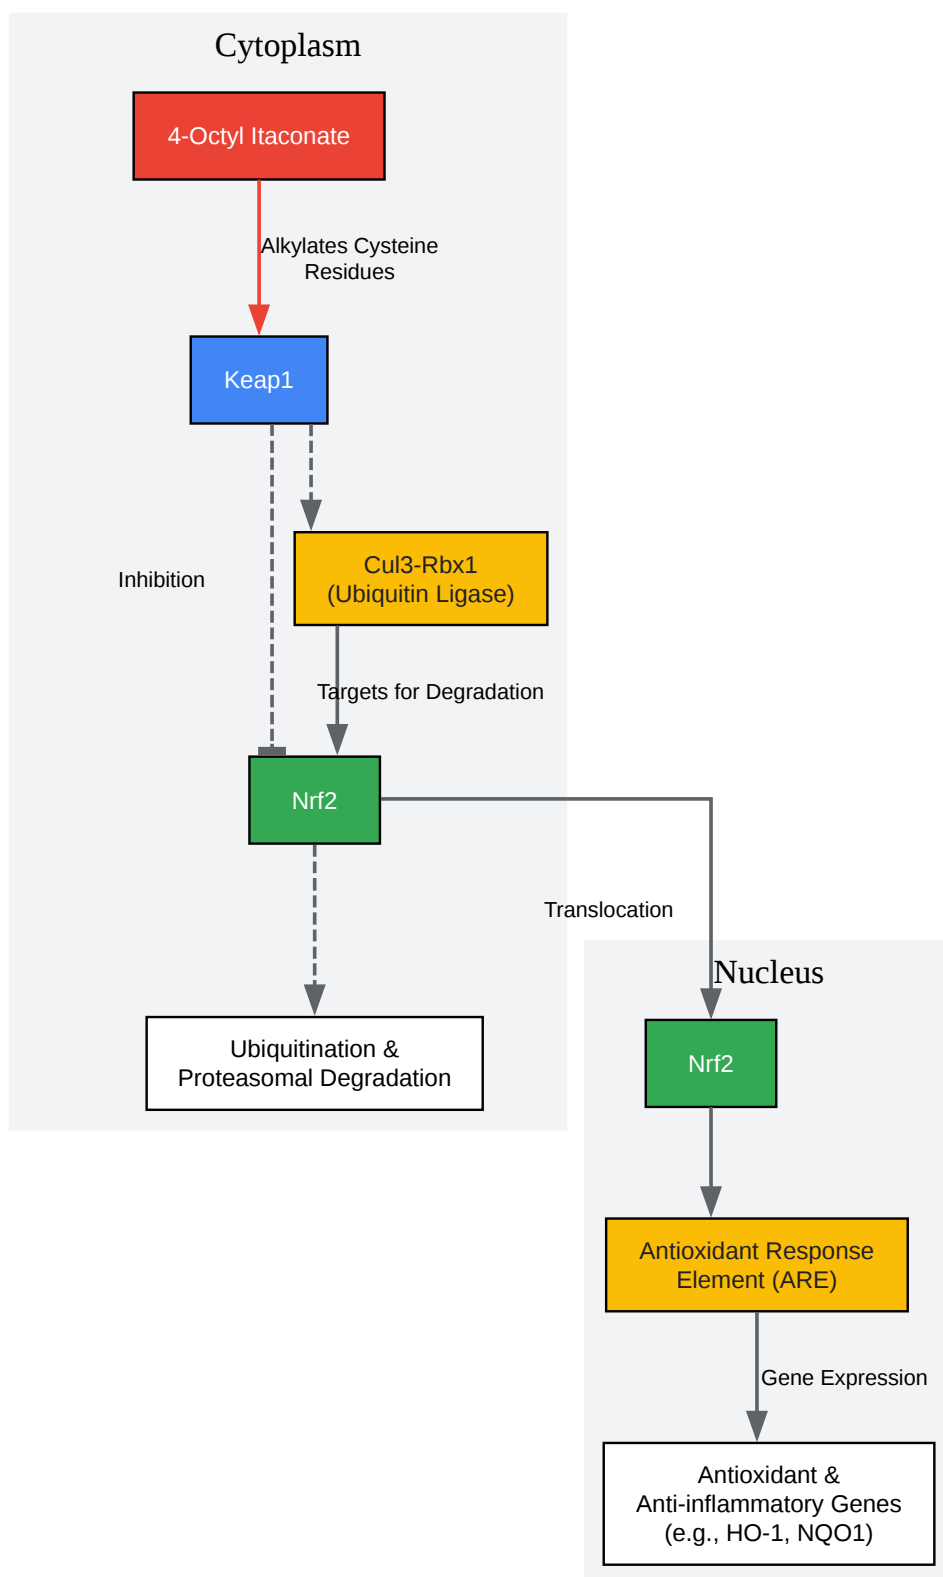 Cytoplasm
4-Octyl Itaconate
Alkylates Cysteine
Residues
Keap1
Cul3-Rbx1
(Ubiquitin Ligase)
Inhibition
Targets for Degradation
Nrf2
Translocation
Nucleus
Ubiquitination &
Proteasomal Degradation
Nrf2
Antioxidant Response
Element (ARE)
Gene Expression
Antioxidant &
Anti-inflammatory Genes
(e.g., HO-1, NQO1)